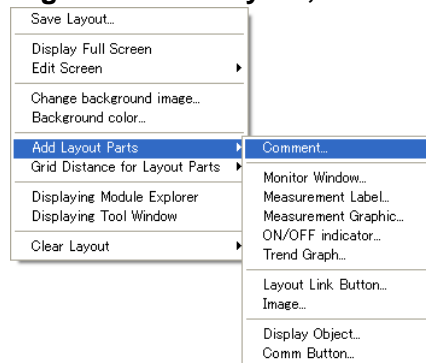 Save Layout...
Display Full Screen
Edit Screen
Change background image...
Background color...
Add Layout Parts
Grid Distance for Layout Parts
Displaying Module Explorer
Displaying Tool Window
Clear Layout
Comment...
Monitor Window...
Measurement Label...
Measurement Graphic...
ON/OFF indicator...
Trend Graph...
Layout Link Button...
Image...
Display Object...
Comm Button...